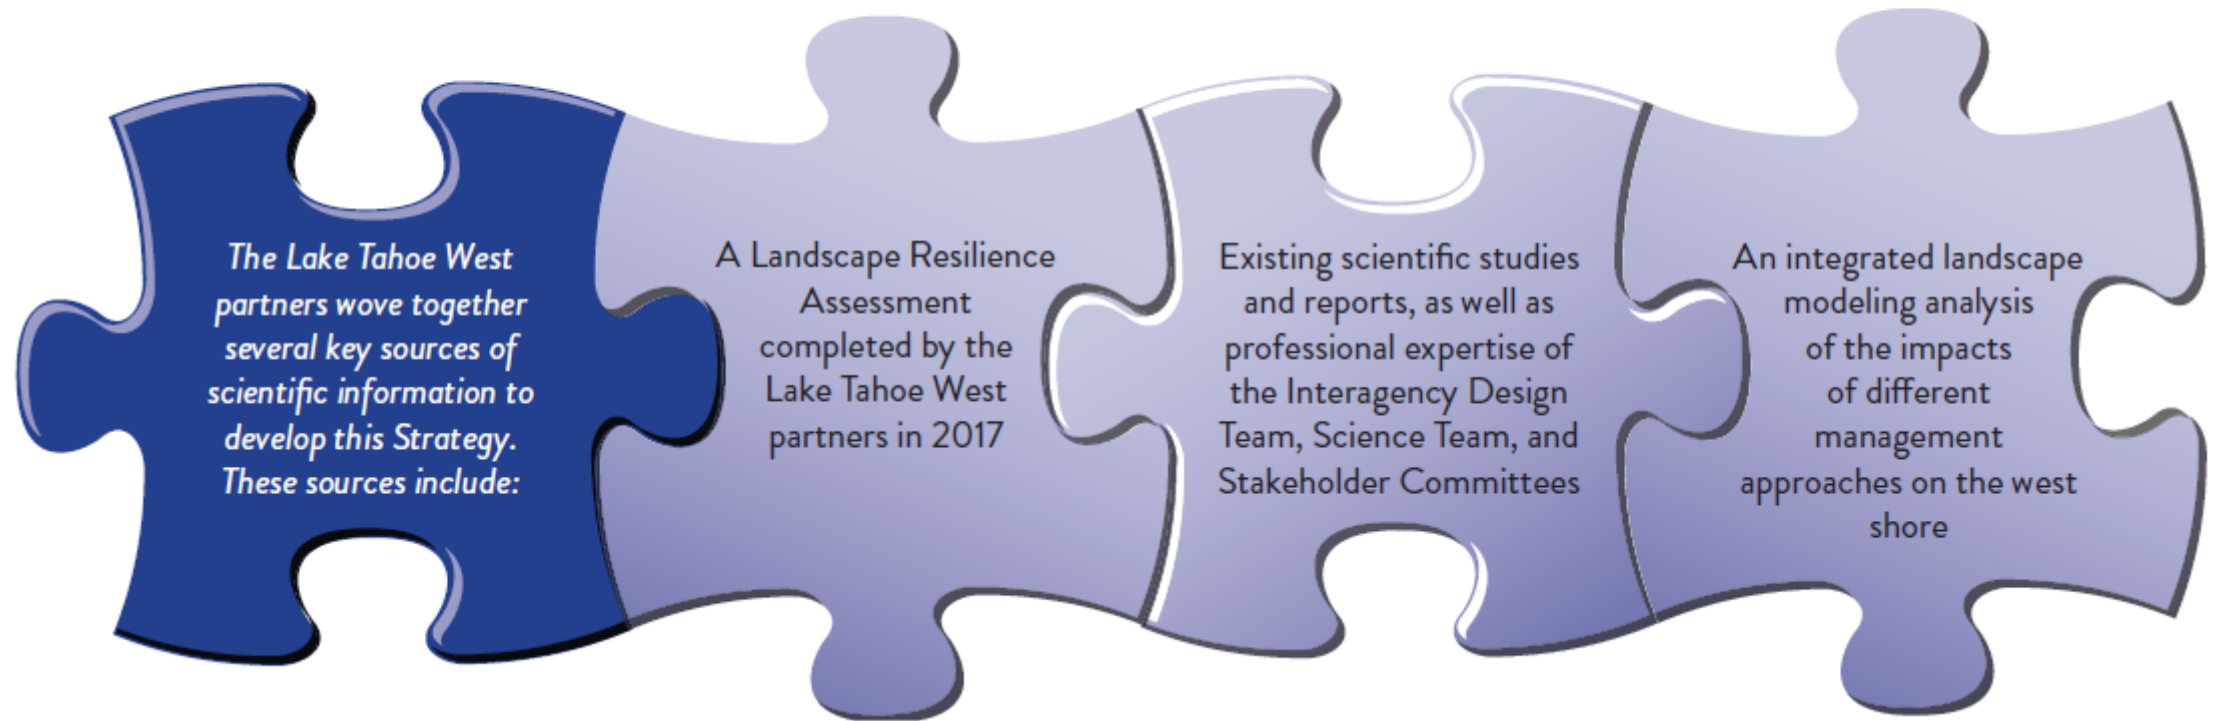 The Lake Tahoe West
partners wove together
several key sources of
scientific information to
develop this Strategy.
These sources include:
A Landscape Resilience
Assessment
completed by the
Lake Tahoe West
partners in 2017
Existing scientific studies
and reports, as well as
professional expertise of
the Interagency Design
Team, Science Team, and
Stakeholder Committees
An integrated landscape
modeling analysis
of the impacts
of different
management
approaches on the west
shore